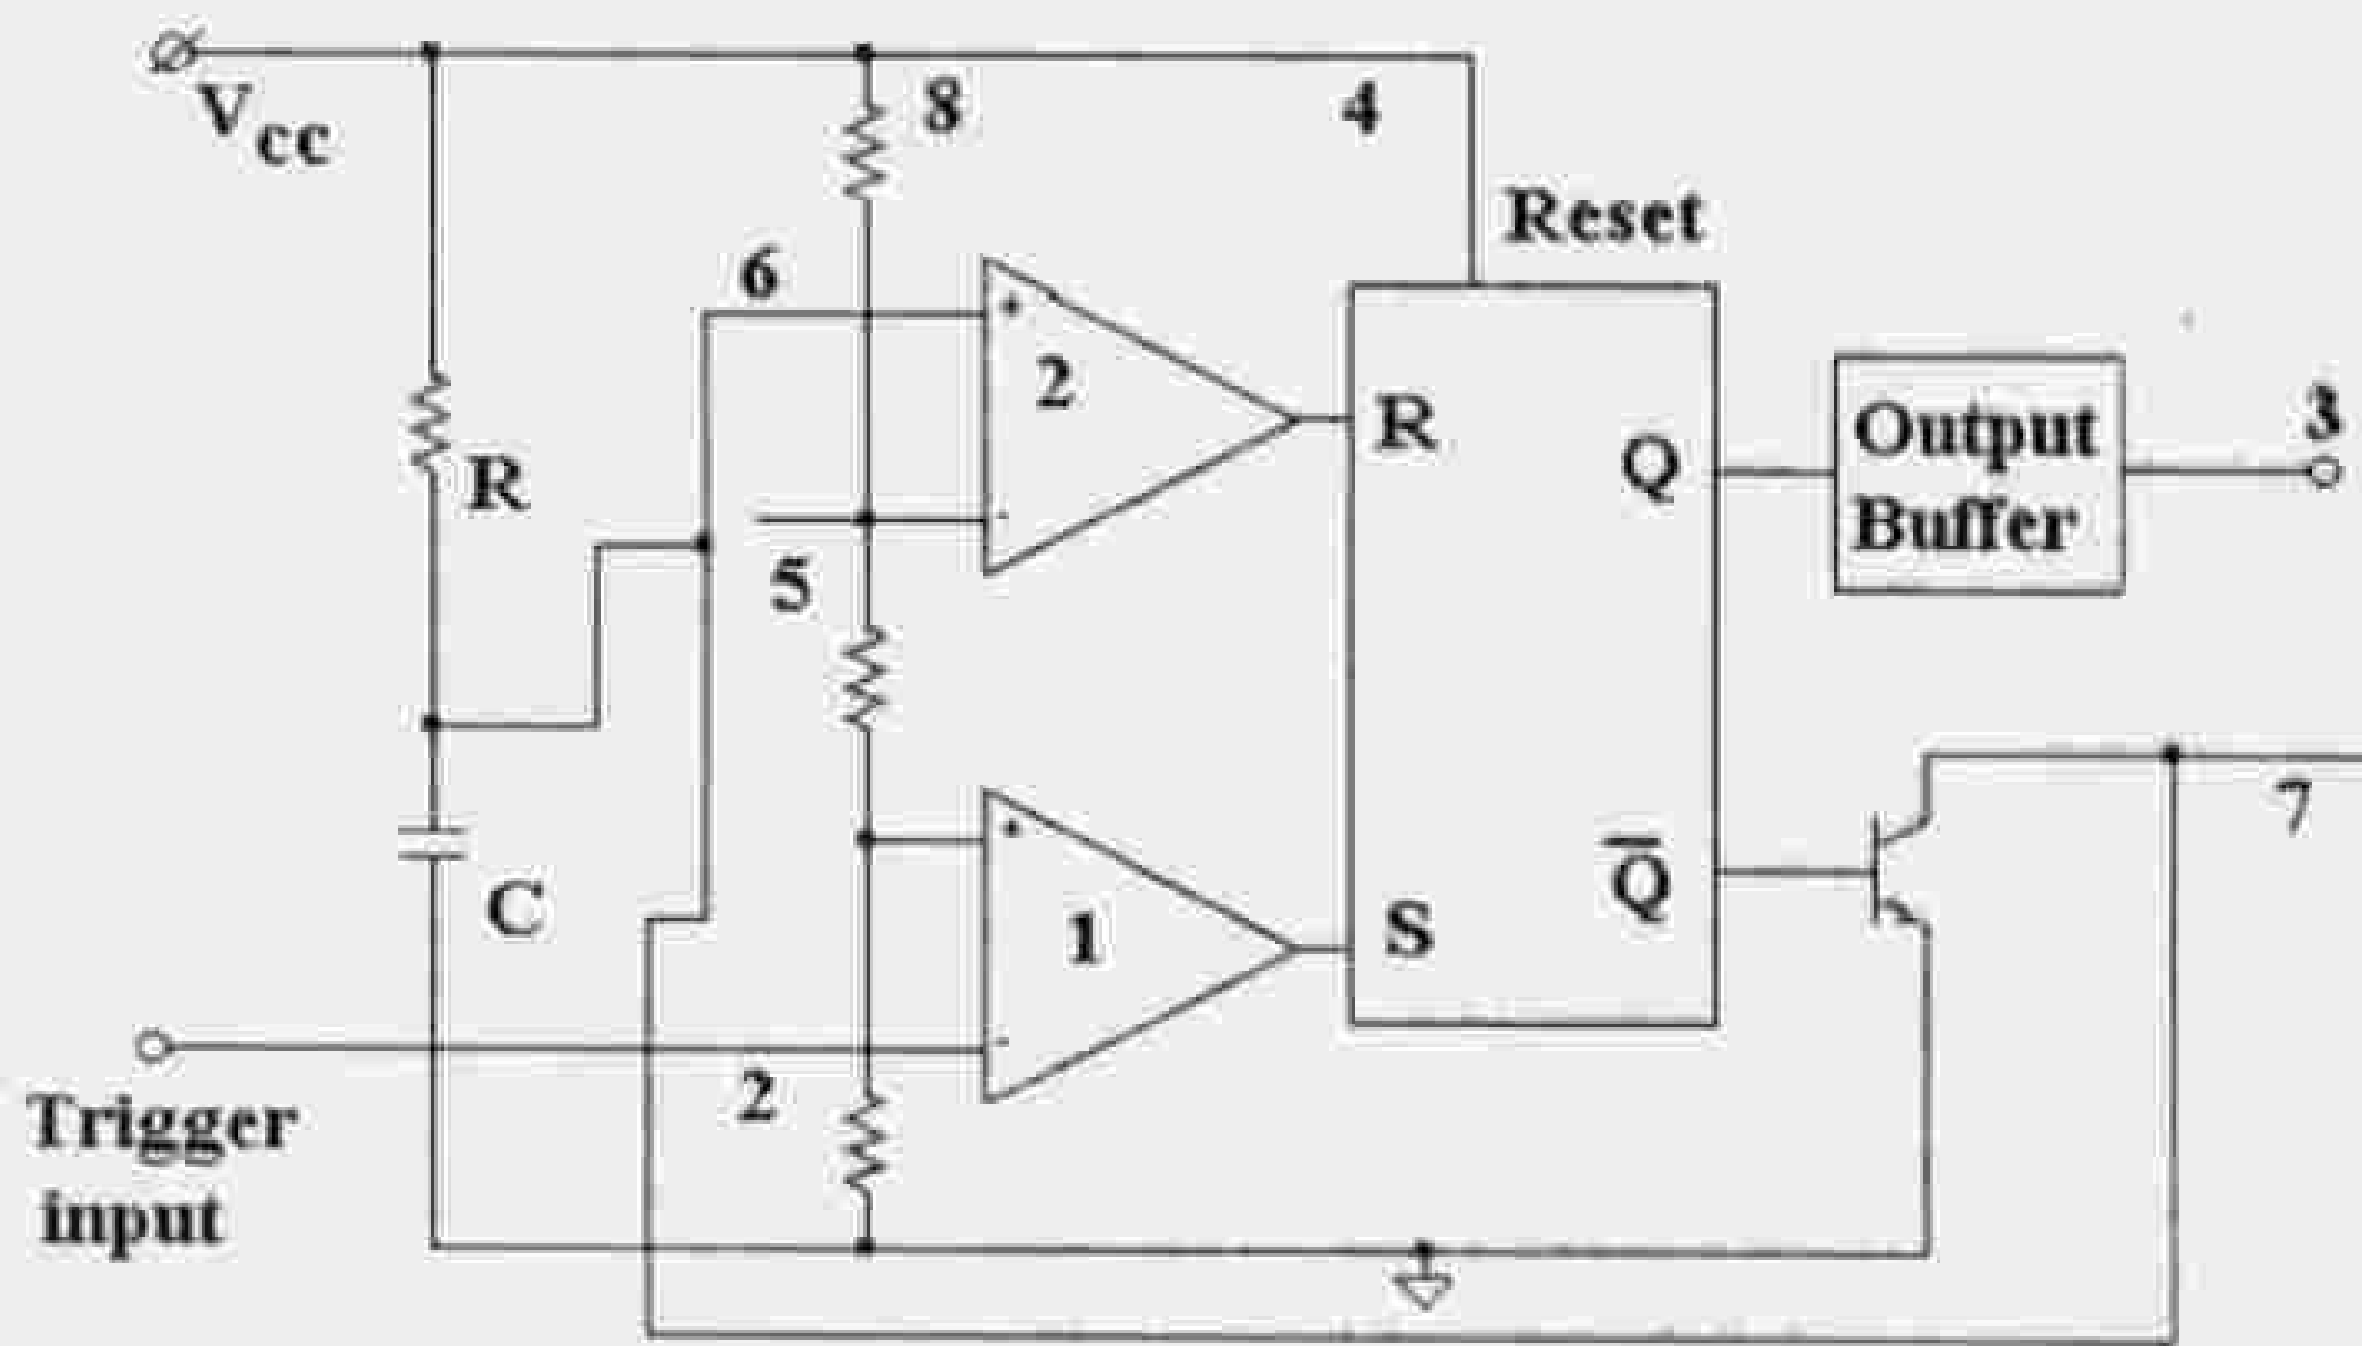 Vcc
8
4
Reset
6
+
2
R
Q
Output
Buffer
3
R
-
5
7
+
1
C
S
Q̅
-
2
Trigger
input